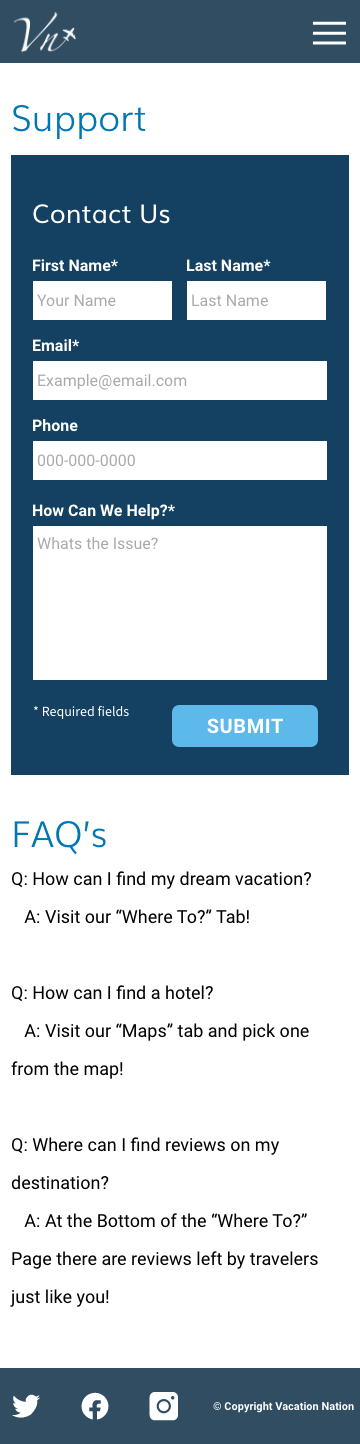 Vn
Support
Contact Us
First Name* Last Name*
Your Name Last Name
Email*
Example@email.com
Phone
000-000-0000
How Can We Help?*
Whats the Issue?
* Required fields SUBMIT
FAQ's
Q: How can I find my dream vacation?
A: Visit our “Where To?” Tab!
Q: How can I find a hotel?
A: Visit our “Maps” tab and pick one
from the map!
Q: Where can I find reviews on my
destination?
A: At the Bottom of the “Where To?”
Page there are reviews left by travelers
just like you!
© Copyright Vacation Nation